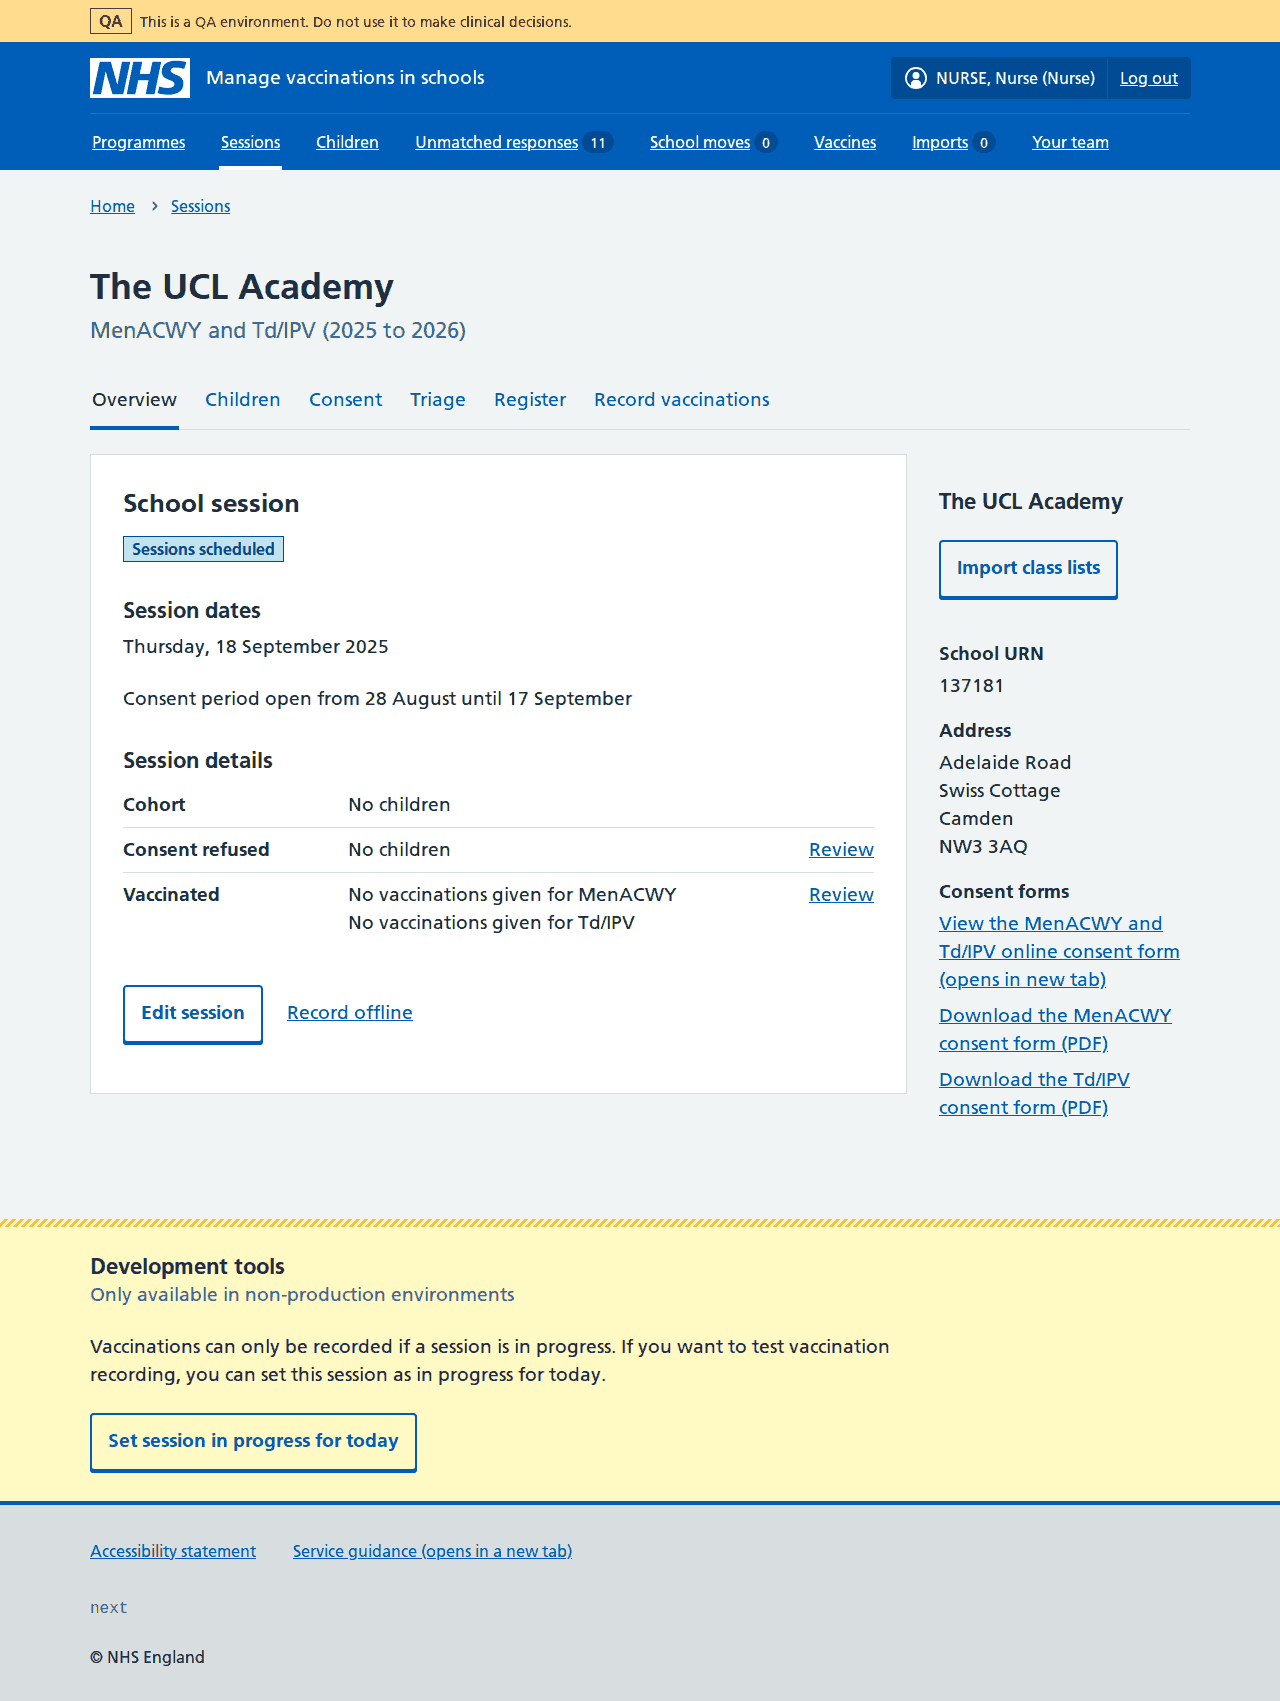 QA This is a QA environment. Do not use it to make clinical decisions.
NHS Manage vaccinations in schools NURSE, Nurse (Nurse) Log out
Programmes Sessions Children Unmatched responses 11 School moves 0 Vaccines Imports 0 Your team
Home Sessions
The UCL Academy
MenACWY and Td/IPV (2025 to 2026)
Overview Children Consent Triage Register Record vaccinations
School session
Sessions scheduled
Session dates
Thursday, 18 September 2025
Consent period open from 28 August until 17 September
Session details
Cohort No children
Consent refused No children Review
Vaccinated No vaccinations given for MenACWY Review
No vaccinations given for Td/IPV
Edit session Record offline
The UCL Academy
Import class lists
School URN
137181
Address
Adelaide Road
Swiss Cottage
Camden
NW3 3AQ
Consent forms
View the MenACWY and
Td/IPV online consent form
(opens in new tab)
Download the MenACWY
consent form (PDF)
Download the Td/IPV
consent form (PDF)
Development tools
Only available in non-production environments
Vaccinations can only be recorded if a session is in progress. If you want to test vaccination
recording, you can set this session as in progress for today.
Set session in progress for today
Accessibility statement Service guidance (opens in a new tab)
next
© NHS England